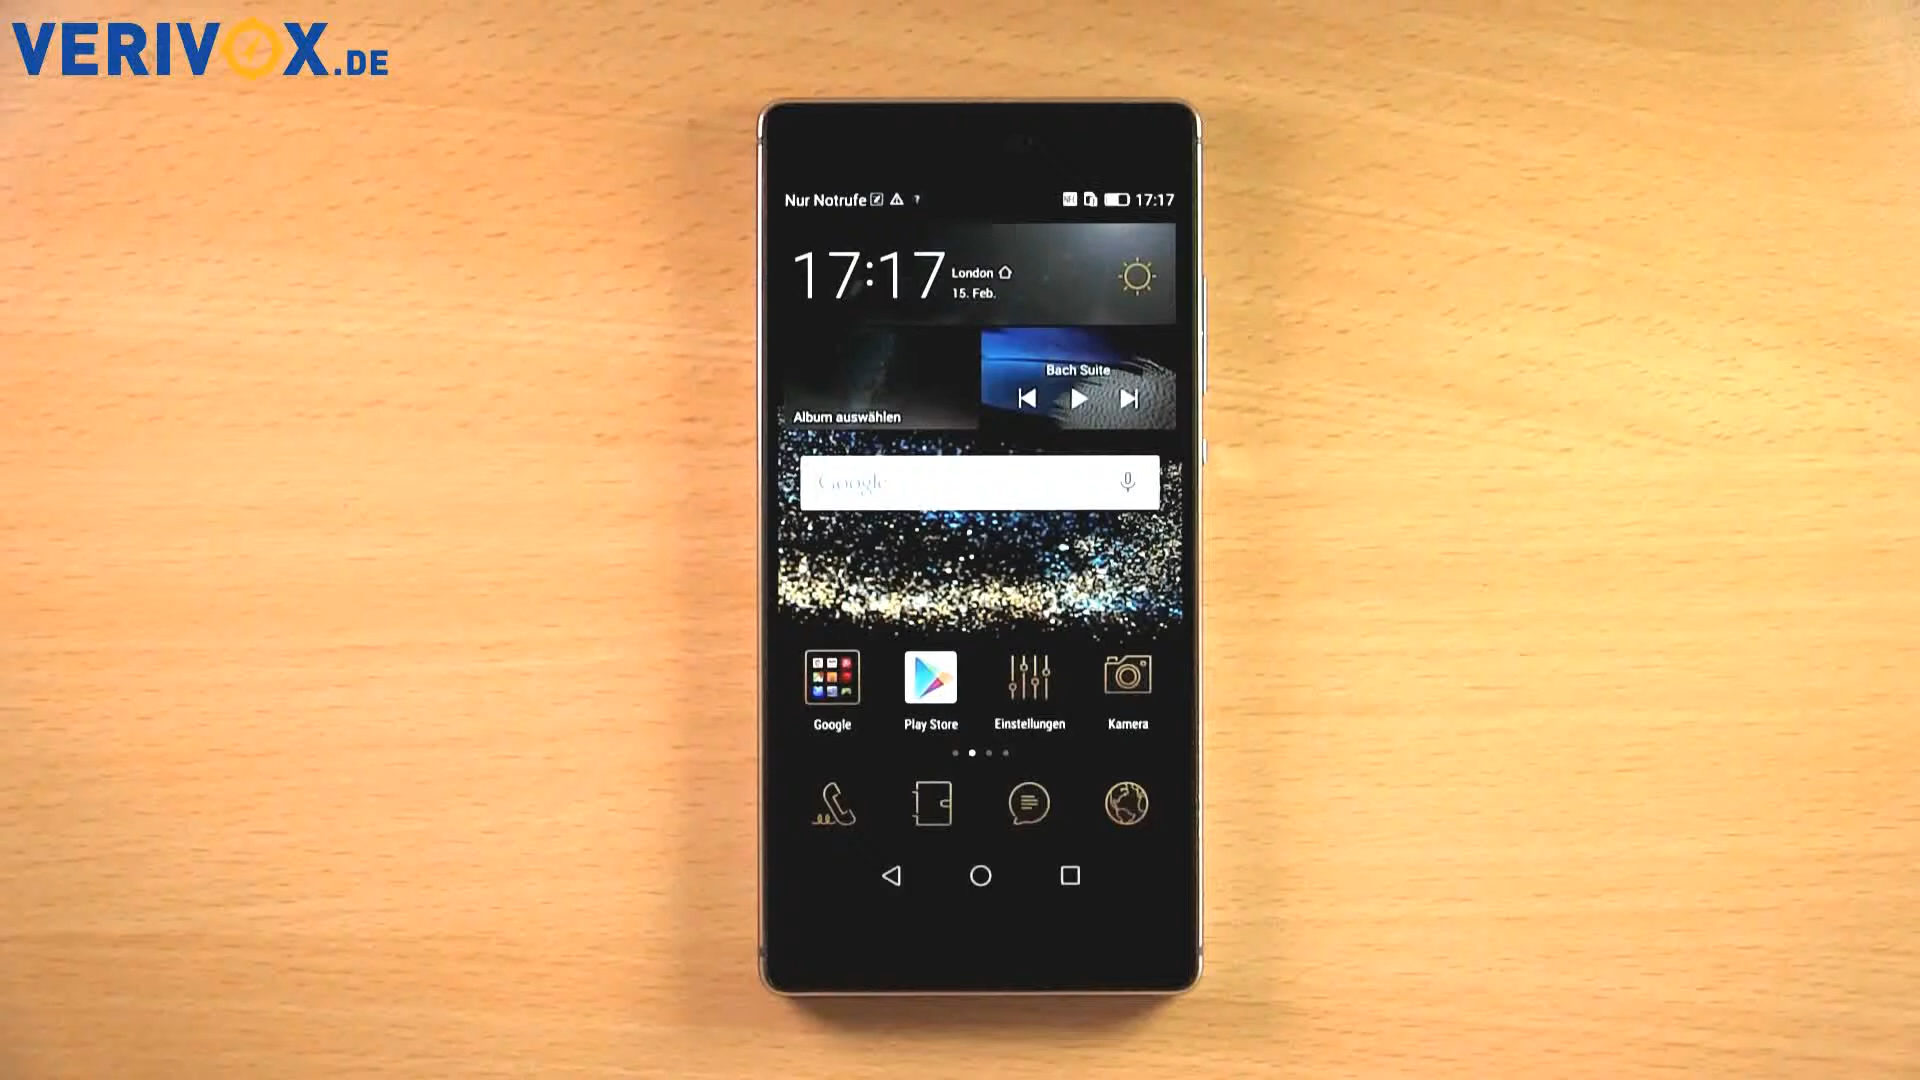 VERIVOX.DE
Nur Notrufe
17:17
17:17
London
15. Feb.
Bach Suite
Album auswählen
Google
Google
Play Store
Einstellungen
Kamera